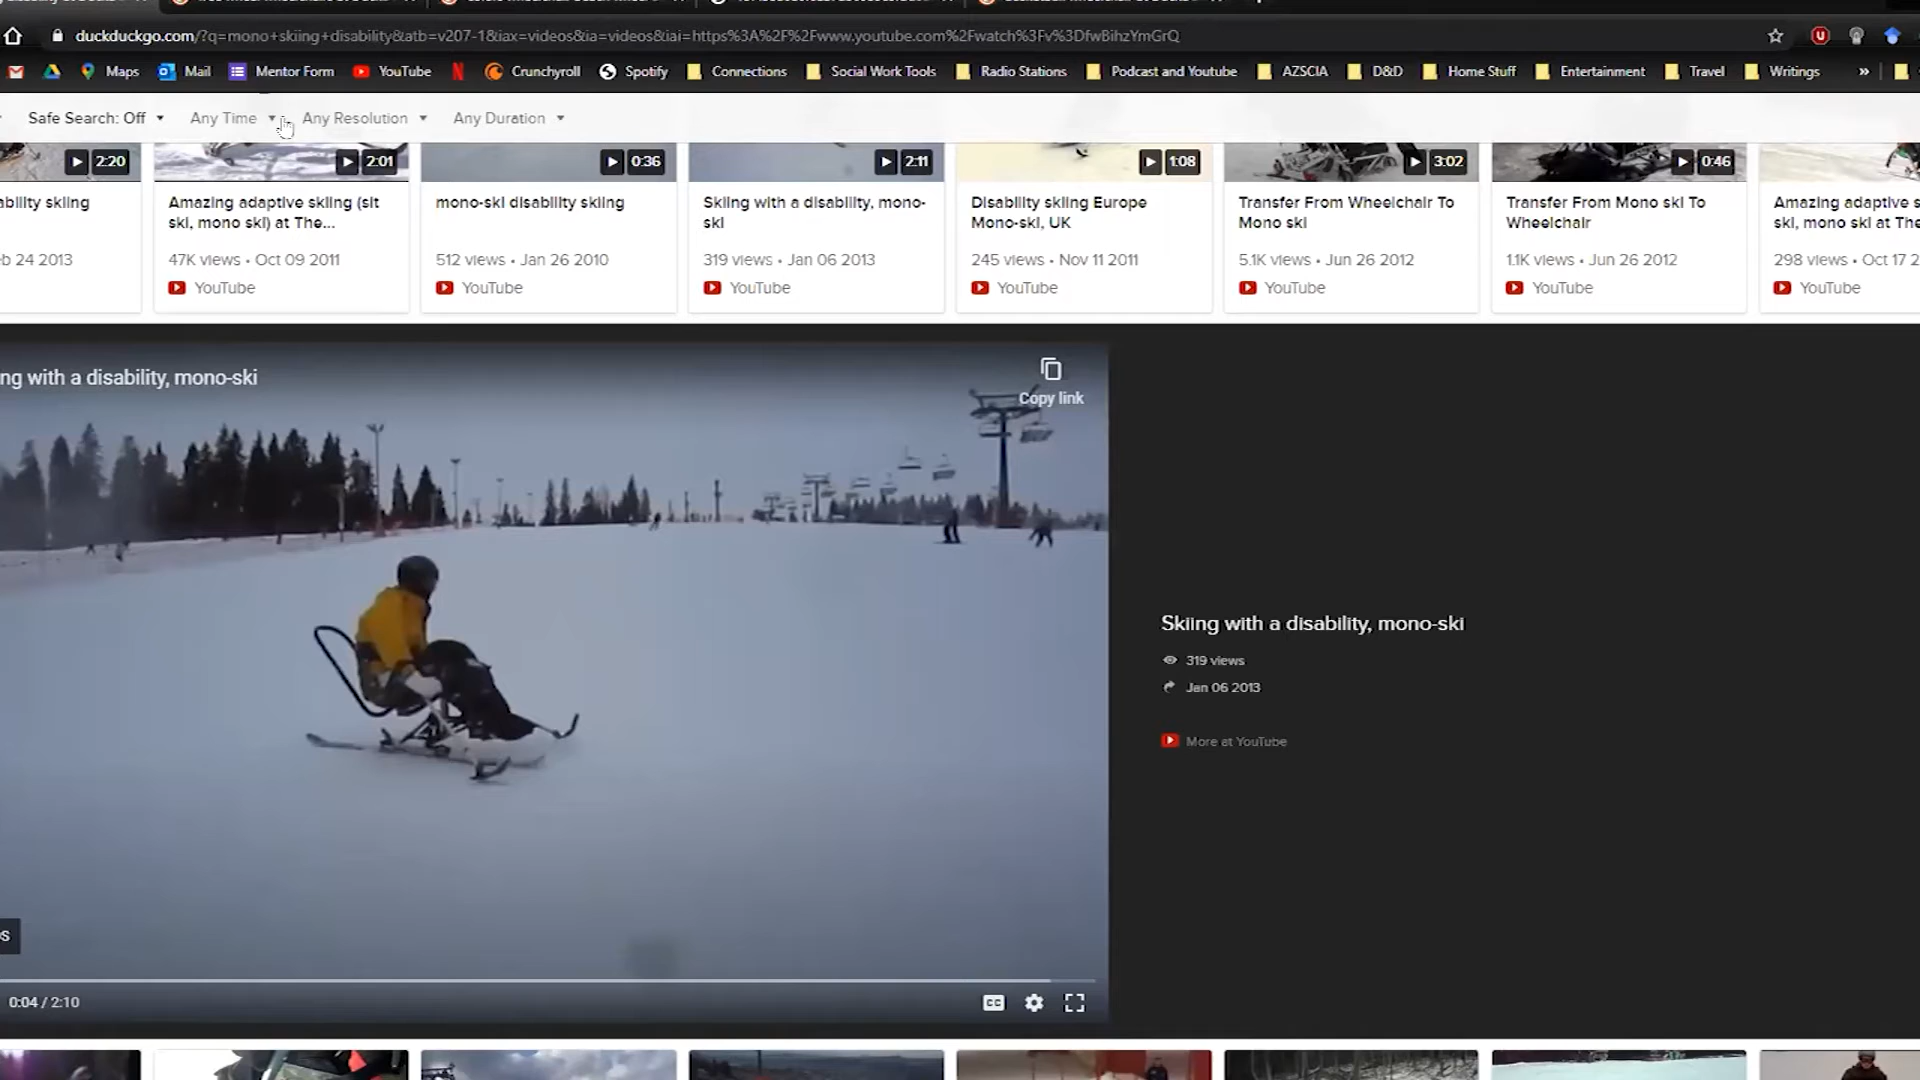 duckduckgo.com/?q=mono+skiing+disability&atb=v207-1&iax=videos&ia=videos&iai=https%3A%2F%2Fwww.youtube.com%2Fwatch%3Fv%3DfwBihzYmGrQ
Maps Mail Mentor Form YouTube Crunchyroll Spotify Connections Social Work Tools Radio Stations Podcast and Youtube AZSCIA D&D Home Stuff Entertainment Travel Writings »
Safe Search: Off Any Time Any Resolution Any Duration
2:20 2:01 0:36 2:11 1:08 3:02 0:46
ability skiing
b 24 2013
Amazing adaptive skiing (sit
ski, mono ski) at The...
47K views • Oct 09 2011
YouTube
mono-ski disability skiing
512 views • Jan 26 2010
YouTube
Skiing with a disability, mono-
ski
319 views • Jan 06 2013
YouTube
Disability skiing Europe
Mono-ski, UK
245 views • Nov 11 2011
YouTube
Transfer From Wheelchair To
Mono ski
5.1K views • Jun 26 2012
YouTube
Transfer From Mono ski To
Wheelchair
1.1K views • Jun 26 2012
YouTube
Amazing adaptive s
ski, mono ski at The
298 views • Oct 17 2
YouTube
ng with a disability, mono-ski
Copy link
Skiing with a disability, mono-ski
319 views
Jan 06 2013
More at YouTube
0:04 / 2:10
CC